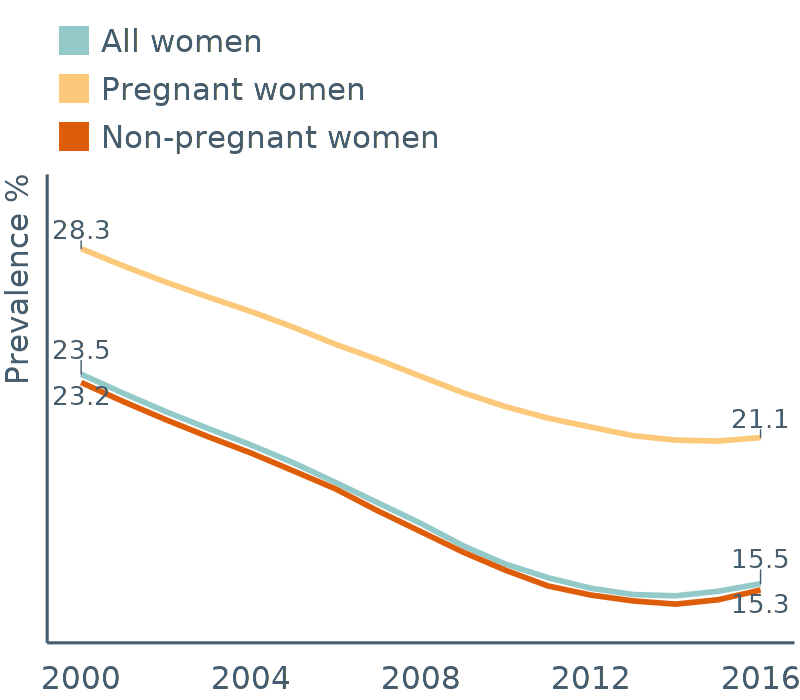 All women
Pregnant women
Non-pregnant women
Prevalence %
28.3
23.5
23.2
21.1
15.5
15.3
2000 2004 2008 2012 2016